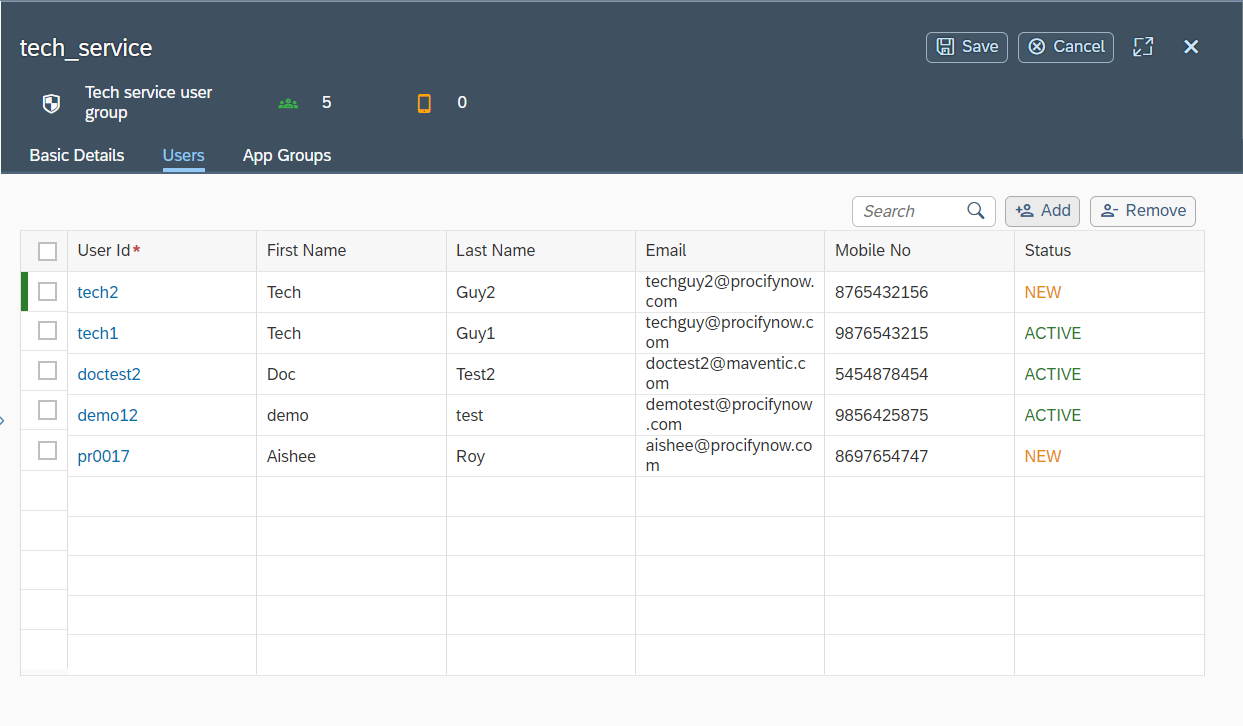 tech_service
Save
Cancel
Tech service user
group
5
0
Basic Details
Users
App Groups
Search
Add
Remove
User Id*
First Name
Last Name
Email
Mobile No
Status
tech2
Tech
Guy2
techguy2@procifynow.
com
8765432156
NEW
tech1
Tech
Guy1
techguy@procifynow.c
om
9876543215
ACTIVE
doctest2
Doc
Test2
doctest2@maventic.c
om
5454878454
ACTIVE
demo12
demo
test
demotest@procifynow
.com
9856425875
ACTIVE
pr0017
Aishee
Roy
aishee@procifynow.co
m
8697654747
NEW